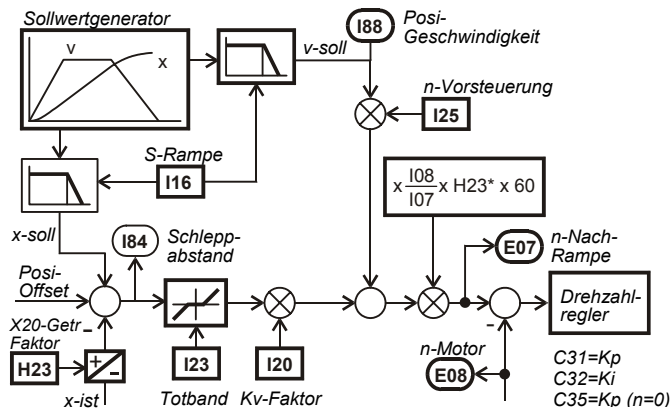 Sollwertgenerator
v
x
v-soll
I88
Posi-
Geschwindigkeit
n-Vorsteuerung
I25
S-Rampe
I16
x I08/I07 x H23* x 60
x-soll
I84
Schlepp-
abstand
E07
n-Nach-
Rampe
Posi-
Offset
Drehzahl-
regler
X20-Getr.-
Faktor
H23
+
-
-
-
I23
I20
n-Motor
E08
x-ist
Totband
Kv-Faktor
C31=Kp
C32=Ki
C35=Kp (n=0)